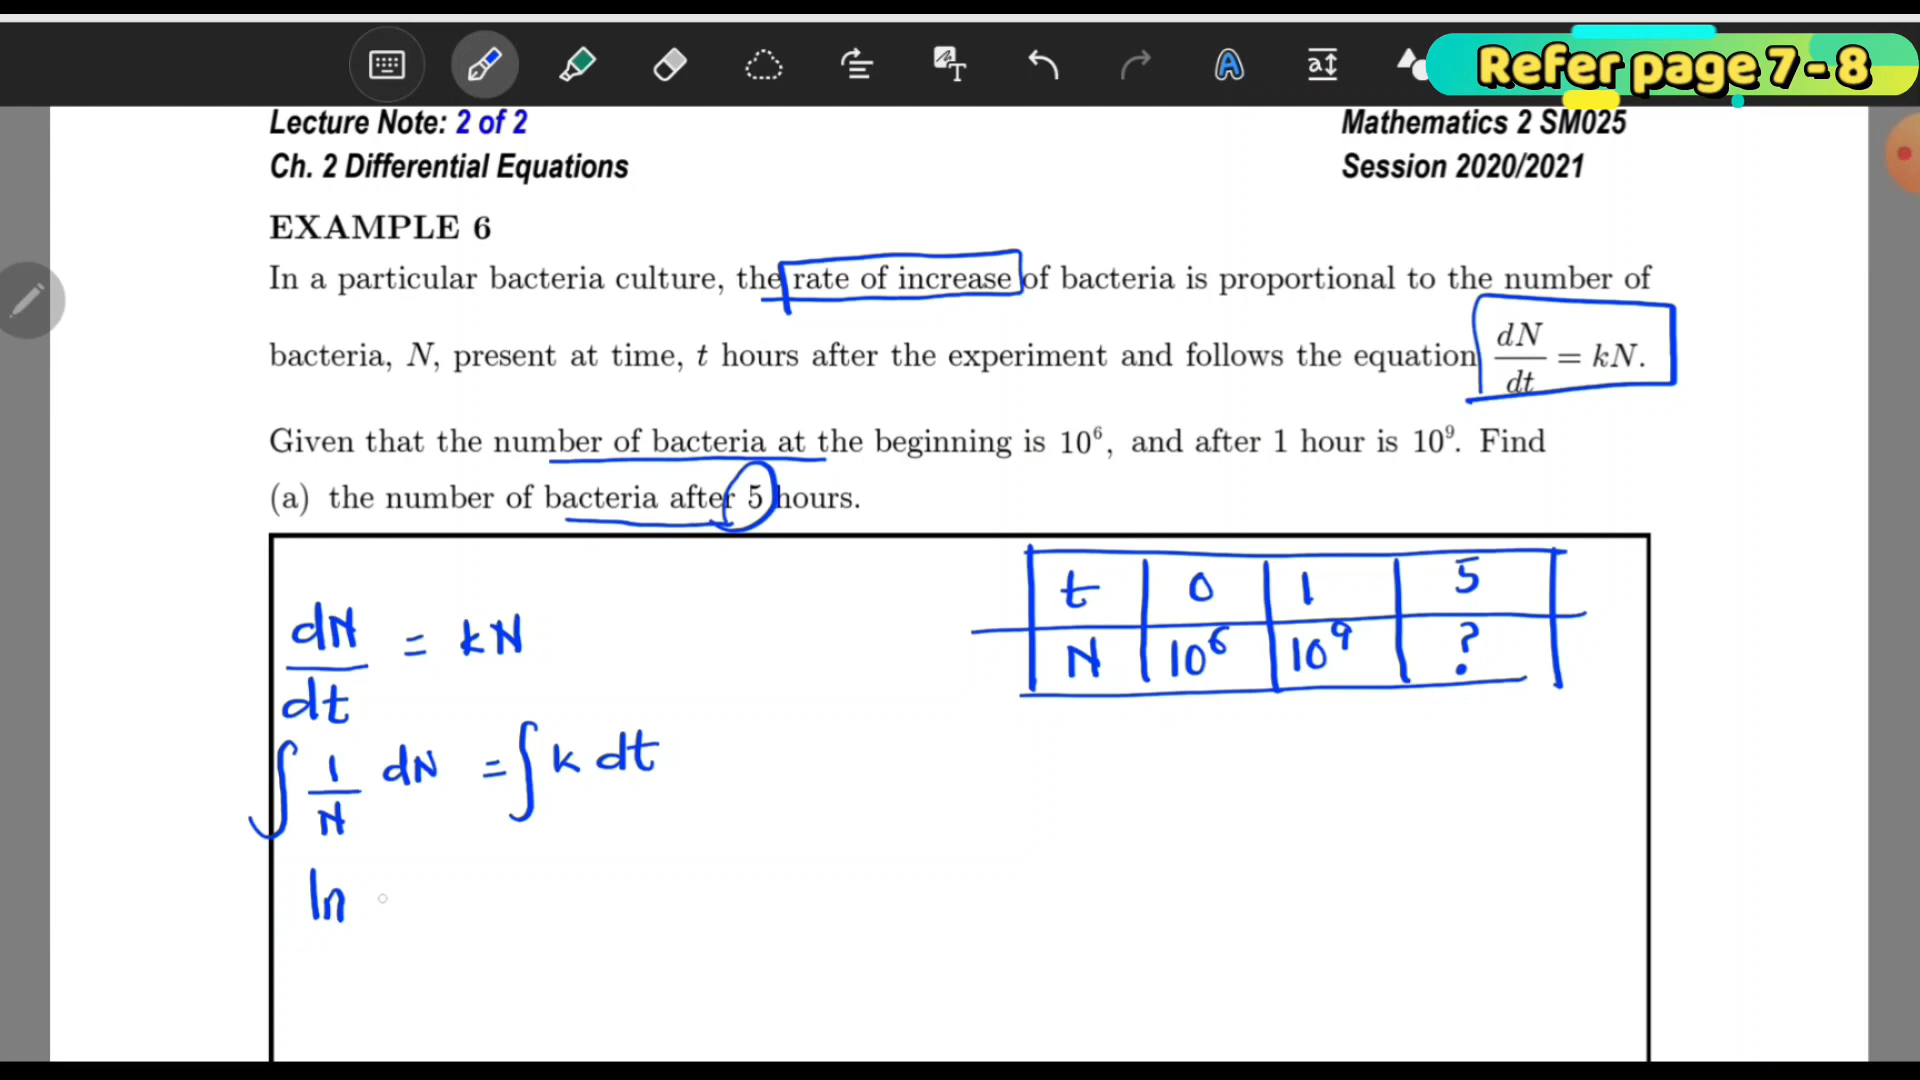 Refer page 7 - 8
Lecture Note: 2 of 2
Mathematics 2 SM025
Ch. 2 Differential Equations
Session 2020/2021
EXAMPLE 6
In a particular bacteria culture, the rate of increase of bacteria is proportional to the number of
bacteria, N, present at time, t hours after the experiment and follows the equation dN/dt = kN.
Given that the number of bacteria at the beginning is 10⁶, and after 1 hour is 10⁹. Find
(a) the number of bacteria after 5 hours.
t | 0 | 1 | 5
N | 10⁶ | 10⁹ | ?
dN/dt = kN
∫ 1/N dN = ∫ k dt
ln